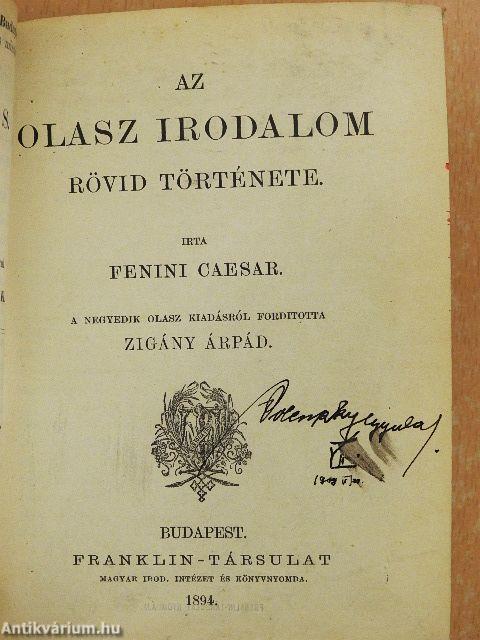 AZ
OLASZ IRODALOM
RÖVID TÖRTÉNETE.
IRTA
FENINI CAESAR.
A NEGYEDIK OLASZ KIADÁSRÓL FORDITOTTA
ZIGÁNY ÁRPÁD.
BUDAPEST.
FRANKLIN-TÁRSULAT
MAGYAR IROD. INTÉZET ÉS KÖNYVNYOMDA.
1894.
Antikvárium.hu